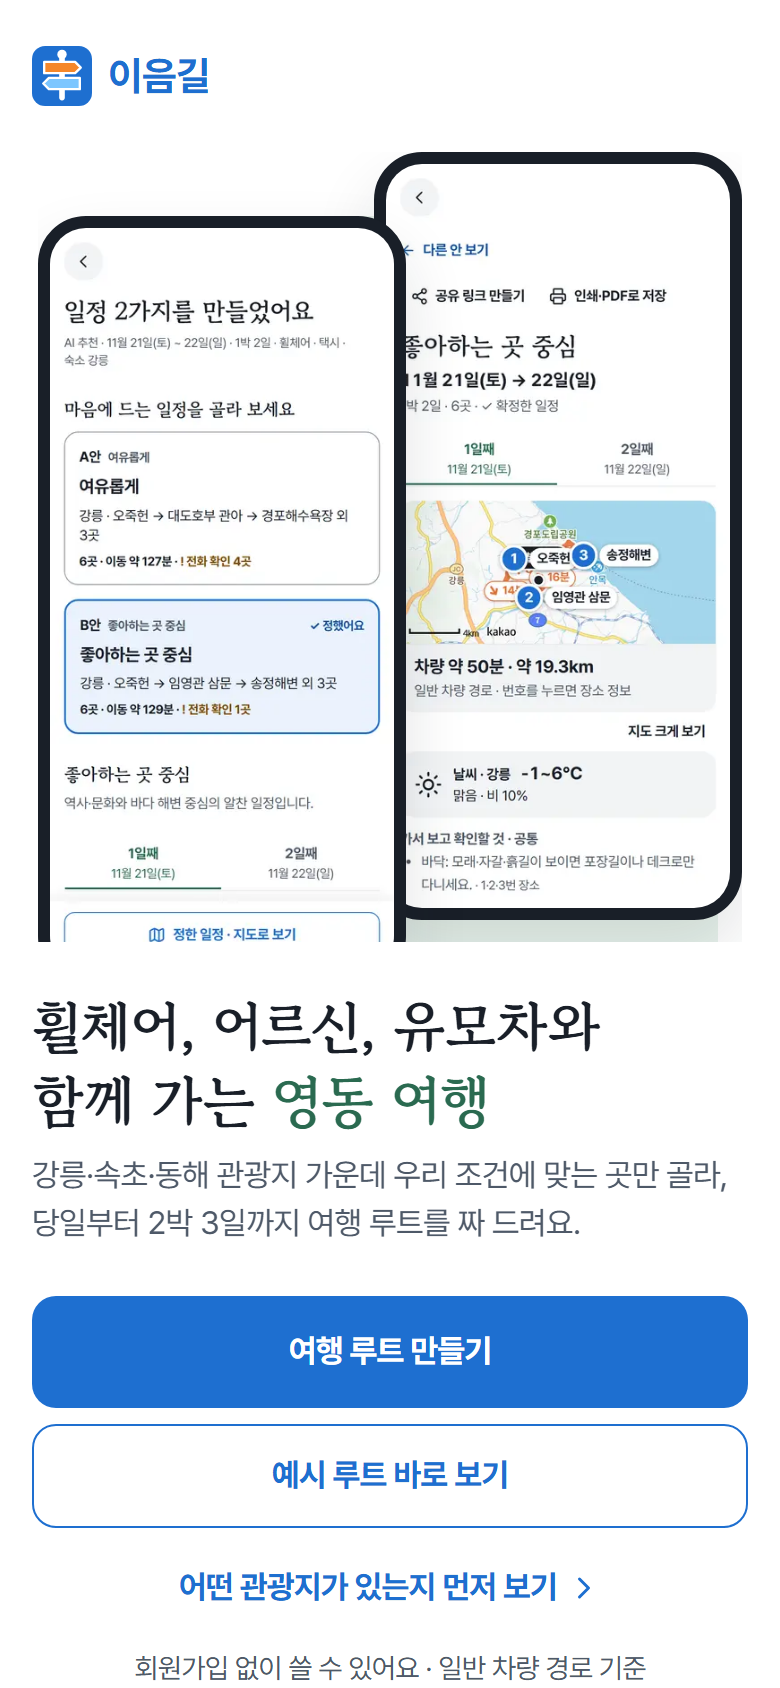 이음길
일정 2가지를 만들었어요
AI 추천 · 11월 21일(토) ~ 22일(일) · 1박 2일 · 휠체어 · 택시 ·
숙소 강릉
마음에 드는 일정을 골라 보세요
A안 여유롭게
여유롭게
강릉 · 오죽헌 → 대도호부 관아 → 경포해수욕장 외
3곳
6곳 · 이동 약 127분 · ! 전화 확인 4곳
B안 좋아하는 곳 중심 ✓ 정했어요
좋아하는 곳 중심
강릉 · 오죽헌 → 임영관 삼문 → 송정해변 외 3곳
6곳 · 이동 약 129분 · ! 전화 확인 1곳
좋아하는 곳 중심
역사·문화와 바다 해변 중심의 알찬 일정입니다.
1일째 2일째
11월 21일(토) 11월 22일(일)
정한 일정 · 지도로 보기
← 다른 안 보기
공유 링크 만들기 인쇄·PDF로 저장
좋아하는 곳 중심
11월 21일(토) → 22일(일)
박 2일 · 6곳 · ✓ 확정한 일정
1일째 2일째
11월 21일(토) 11월 22일(일)
경포도립공원
1 오죽헌 3 송정해변
JC
강릉
16분
안목
14
2 임영관 삼문
7
4km kakao
차량 약 50분 · 약 19.3km
일반 차량 경로 · 번호를 누르면 장소 정보
지도 크게 보기
날씨 · 강릉 -1~6°C
맑음 · 비 10%
가서 보고 확인할 것 · 공통
• 바닥: 모래·자갈·흙길이 보이면 포장길이나 데크로만
다니세요. · 1·2·3번 장소
휠체어, 어르신, 유모차와
함께 가는 영동 여행
강릉·속초·동해 관광지 가운데 우리 조건에 맞는 곳만 골라,
당일부터 2박 3일까지 여행 루트를 짜 드려요.
여행 루트 만들기
예시 루트 바로 보기
어떤 관광지가 있는지 먼저 보기 >
회원가입 없이 쓸 수 있어요 · 일반 차량 경로 기준